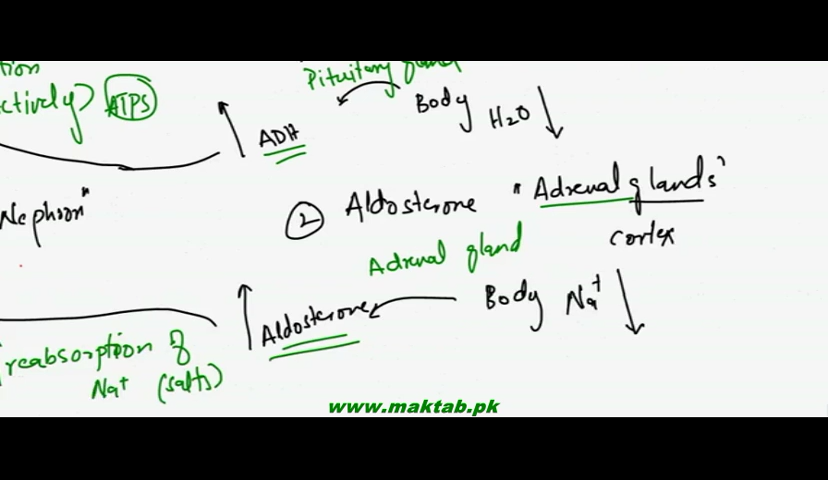 tion
Pituitary gland
ctively) ATPS
Body H₂O ↓
↑ ADH
Nephron"
② Aldosterone "Adrenal glands"
cortex
Adrenal gland
Body Na⁺ ↓
↑ Aldosterone
reabsorption of
Na⁺ (salts)
www.maktab.pk